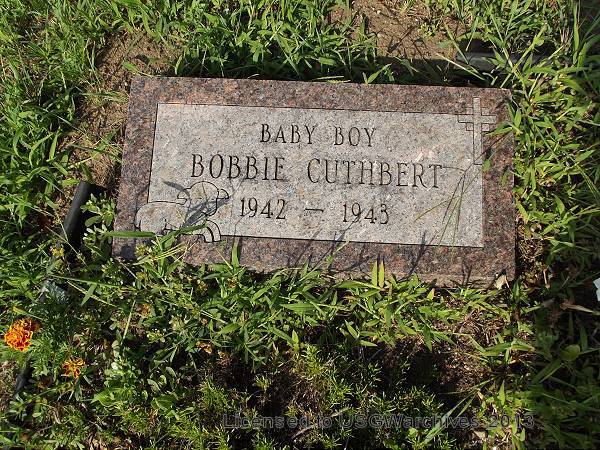 BABY BOY
BOBBIE CUTHBERT
1942 — 1943
Licensed to USGWarchives 2013